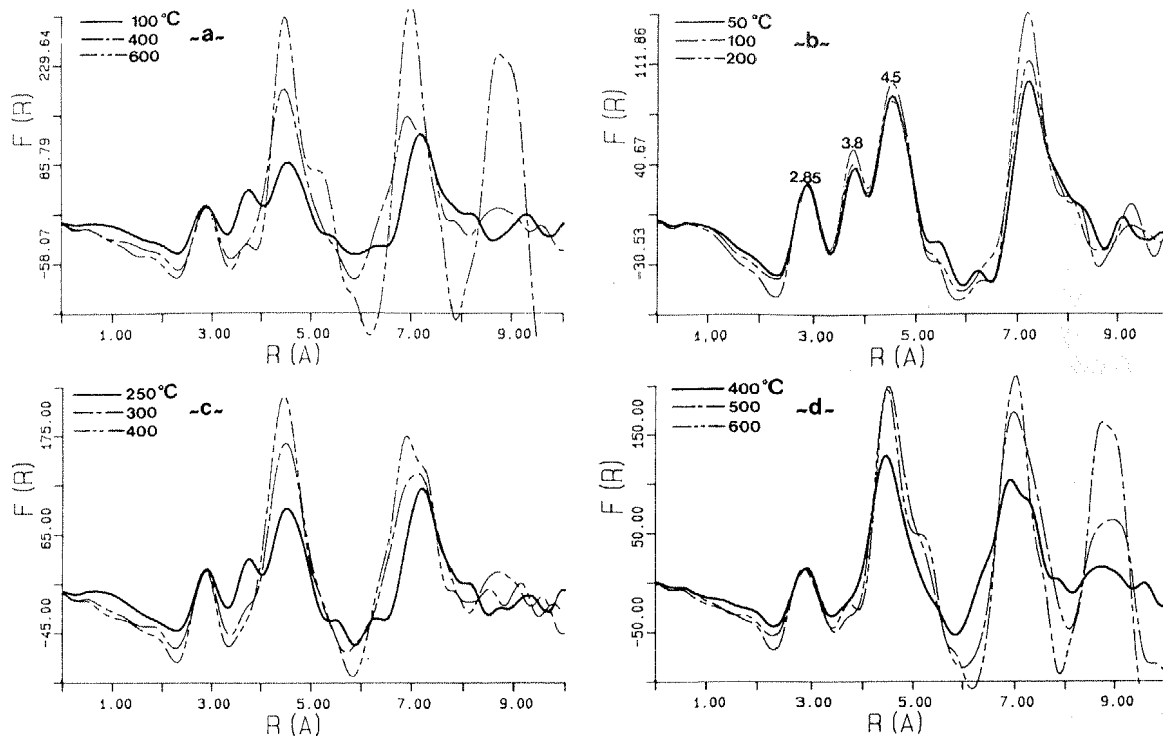 100 °C
400
600
~a~
F (R)
229.64
65.79
-58.07
1.00 3.00 5.00 7.00 9.00
R (A)
50 °C
100
200
~b~
F (R)
111.86
40.67
-30.53
2.85
3.8
4.5
1.00 3.00 5.00 7.00 9.00
R (A)
250 °C
300
400
~c~
F (R)
175.00
65.00
-45.00
1.00 3.00 5.00 7.00 9.00
R (A)
400 °C
500
600
~d~
F (R)
150.00
50.00
-50.00
1.00 3.00 5.00 7.00 9.00
R (A)